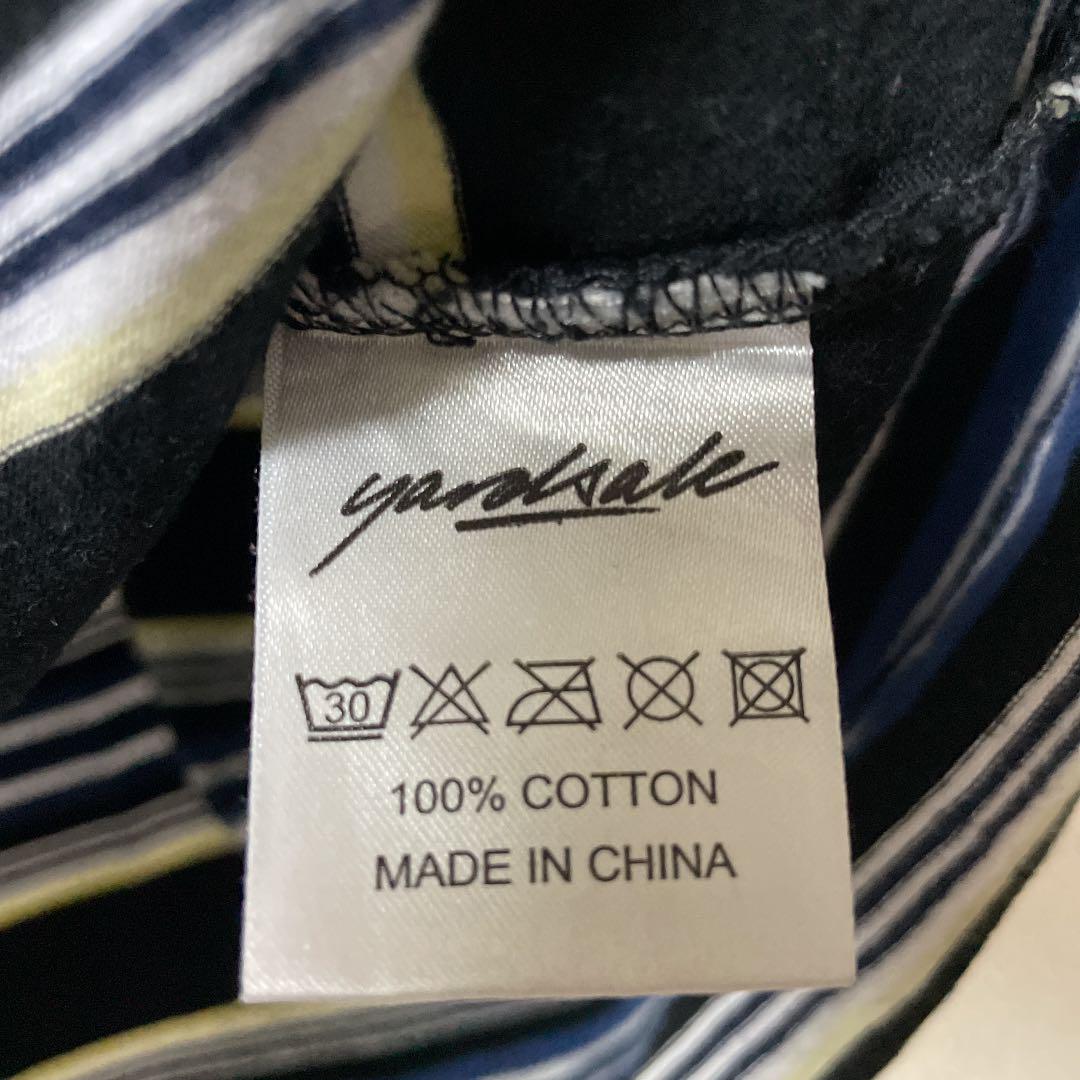 yardsale
30
100% COTTON
MADE IN CHINA